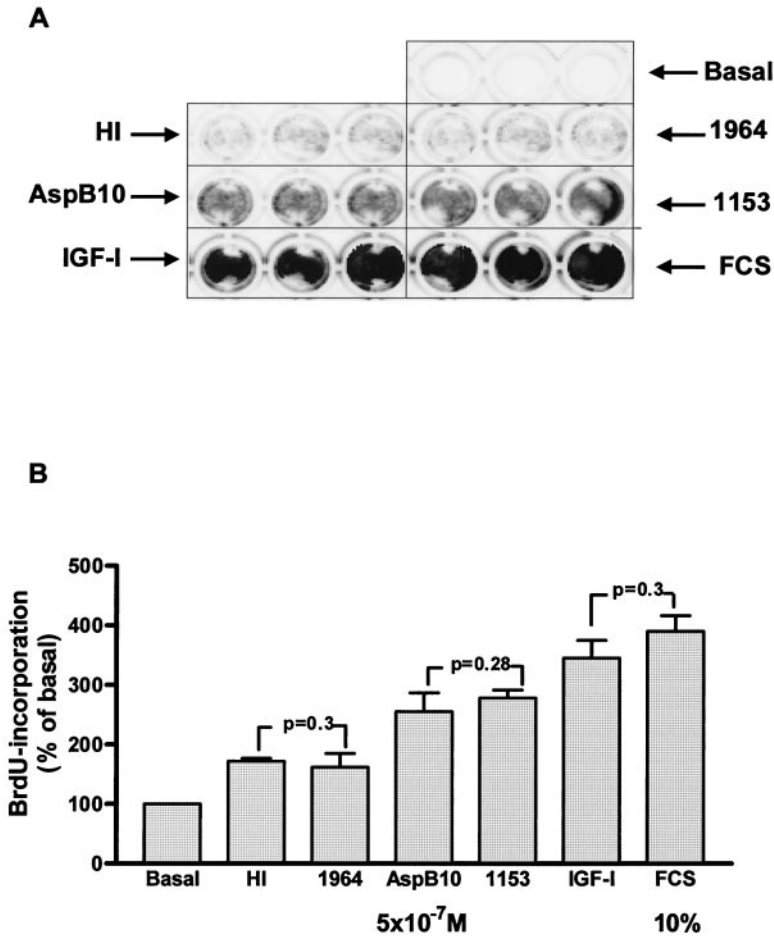 A
Basal
HI
1964
AspB10
1153
IGF-I
FCS
B
BrdU-incorporation
(% of basal)
500
400
300
200
100
0
p=0.3
p=0.28
p=0.3
Basal HI 1964 AspB10 1153 IGF-I FCS
5x10⁻⁷M 10%